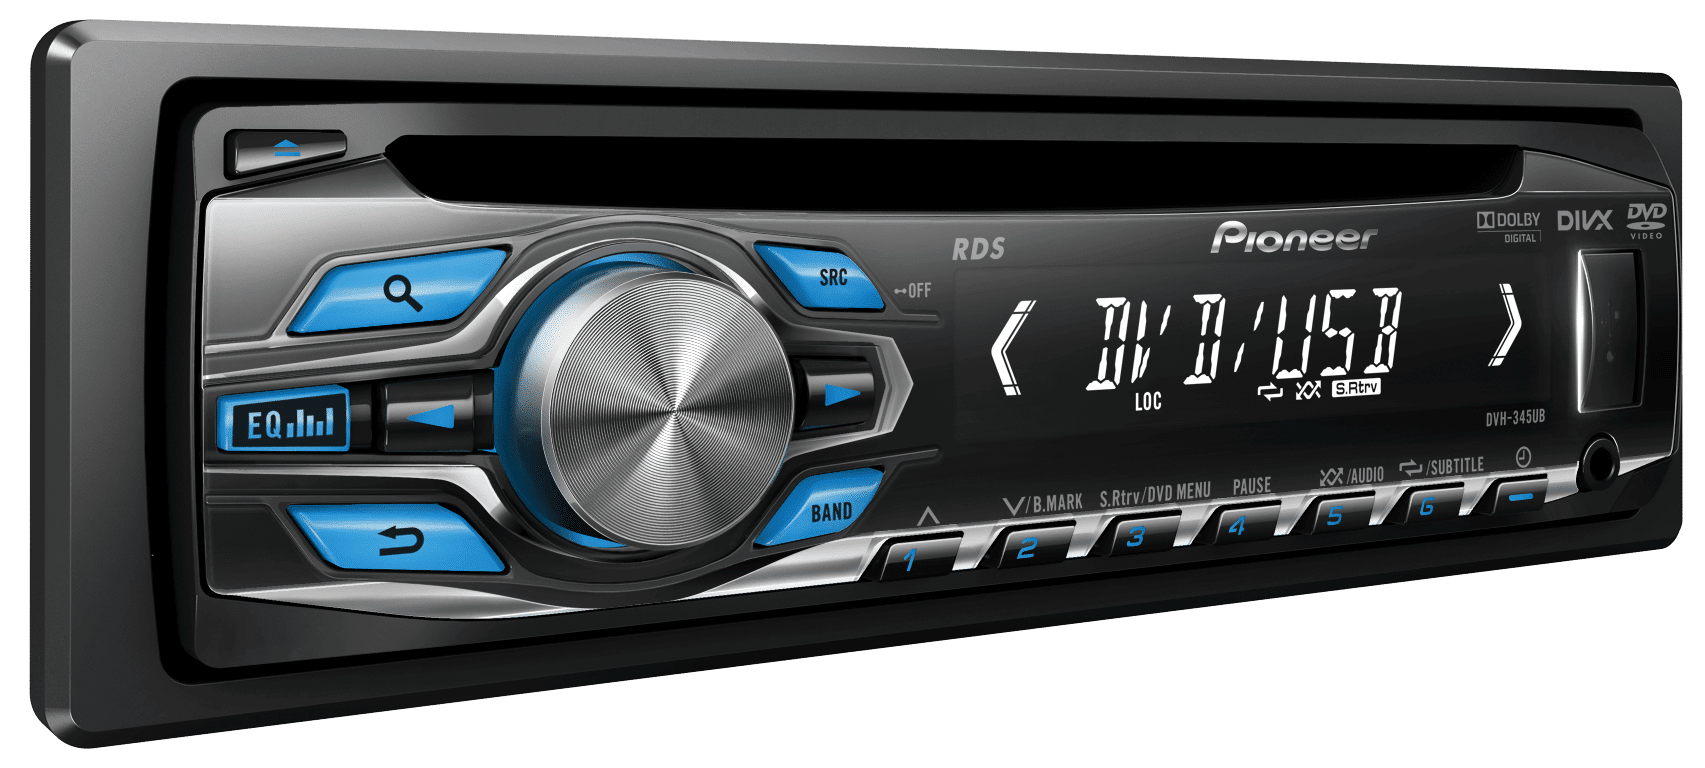 RDS
Pioneer
DOLBY
DIGITAL
DIVX
DVD
VIDEO
SRC
OFF
DVD/USB
LOC
S.Rtrv
EQ
DVH-345UB
BAND
/B.MARK
S.Rtrv/DVD MENU
PAUSE
/AUDIO
/SUBTITLE
1
2
3
4
5
6